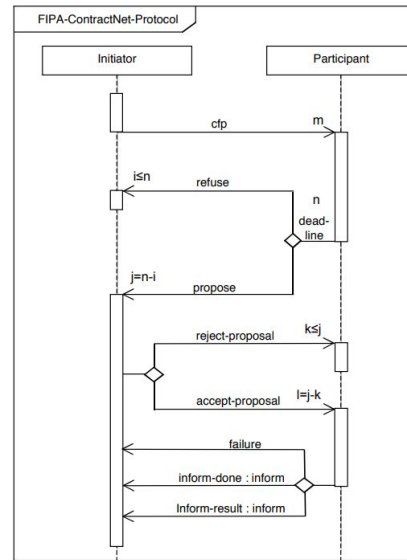 FIPA-ContractNet-Protocol
Initiator
Participant
cfp
m
i≤n
refuse
n
dead-
line
j=n-i
propose
reject-proposal
k≤j
accept-proposal
l=j-k
failure
inform-done : inform
Inform-result : inform